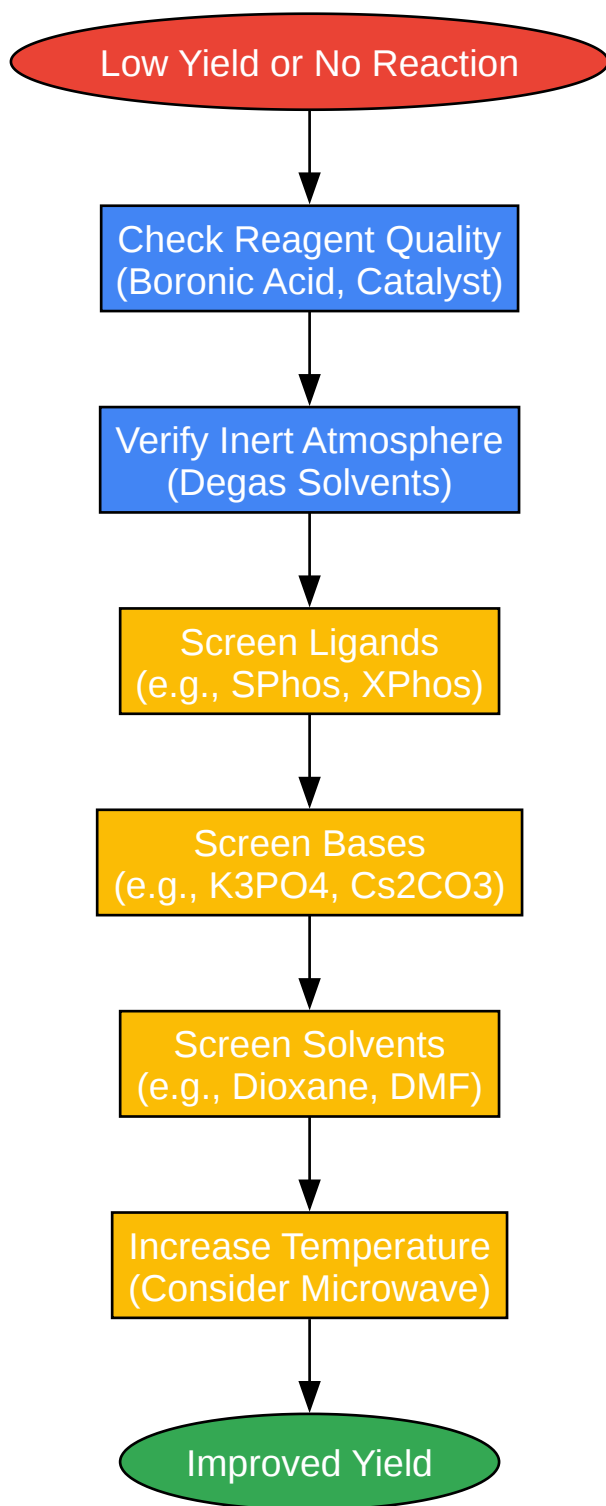 Low Yield or No Reaction
Check Reagent Quality
(Boronic Acid, Catalyst)
Verify Inert Atmosphere
(Degas Solvents)
Screen Ligands
(e.g., SPhos, XPhos)
Screen Bases
(e.g., K3PO4, Cs2CO3)
Screen Solvents
(e.g., Dioxane, DMF)
Increase Temperature
(Consider Microwave)
Improved Yield